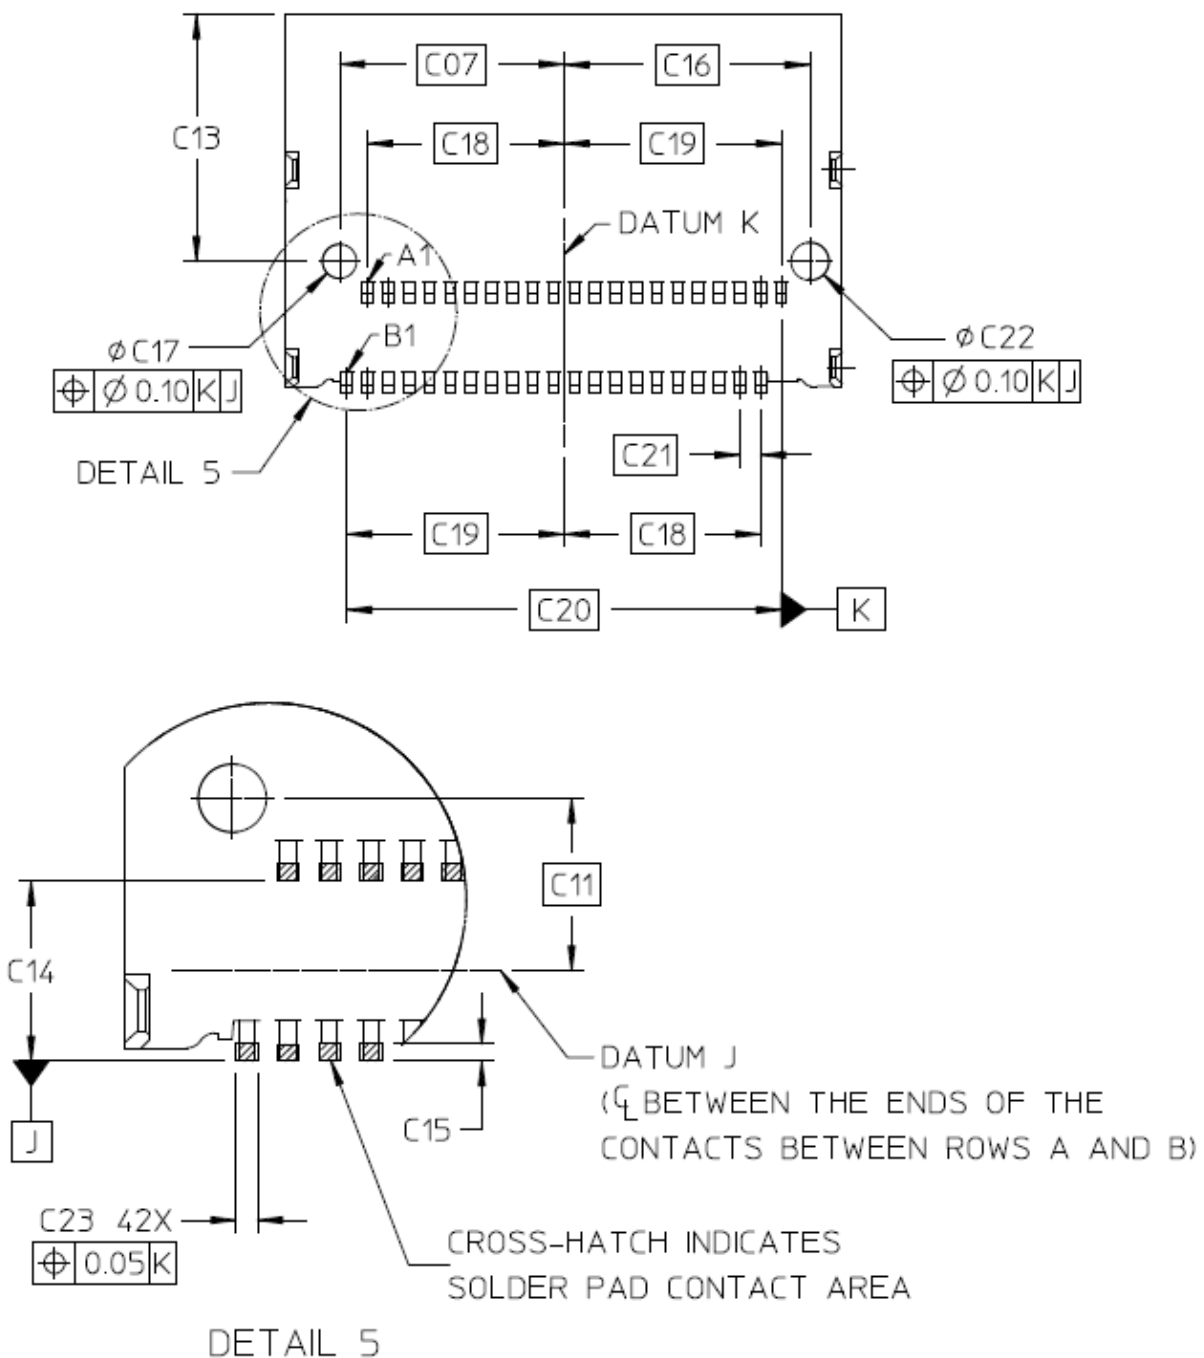 C07
C16
C13
C18
C19
DATUM K
A1
B1
⌀C17
⌖ ⌀ 0.10 K J
⌀C22
⌖ ⌀ 0.10 K J
DETAIL 5
C21
C19
C18
C20
K
C11
C14
J
C15
DATUM J
(℄ BETWEEN THE ENDS OF THE
CONTACTS BETWEEN ROWS A AND B)
C23 42X
⌖ 0.05 K
CROSS-HATCH INDICATES
SOLDER PAD CONTACT AREA
DETAIL 5